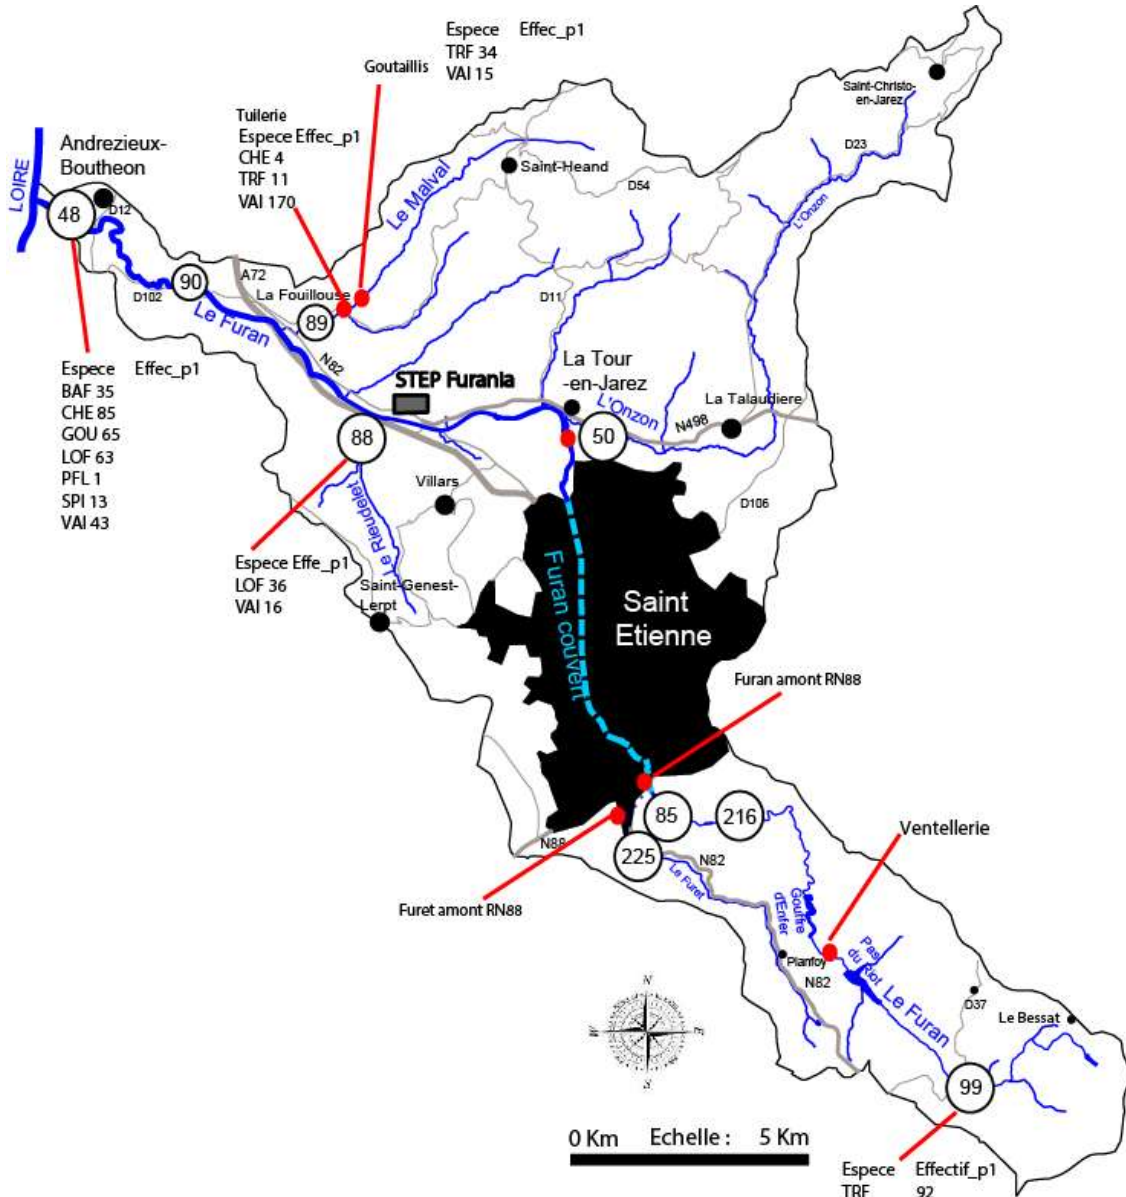 Espece Effec_p1
TRF 34
VAI 15
Goutaillis
Tuilerie
Espece Effec_p1
CHE 4
TRF 11
VAI 170
Saint-Christo-
en-Jarez
D23
Andrezieux-
Boutheon
LOIRE
48
D12
Saint-Heand
D54
Le Malval
L'Onzon
A72
D102
90
La Fouillouse
89
D11
Le Furan
N82
Espece Effec_p1
BAF 35
CHE 85
GOU 65
LOF 63
PFL 1
SPI 13
VAI 43
STEP Furania
La Tour
-en-Jarez
La Talaudiere
L'Onzon
N498
88
50
Villars
D106
Le Rieudelet
Espece Effe_p1
LOF 36
VAI 16
Saint-Genest-
Lerpt
Furan couvert
Saint
Etienne
Furan amont RN88
85
216
Ventellerie
N88
225
N82
Le Furet
Furet amont RN88
Gouffre
d'Enfer
Planfoy
Pas
du Riot
N82
Le Furan
D37
Le Bessat
N
W
E
S
99
0 Km Echelle : 5 Km
Espece Effectif_p1
TRF 92